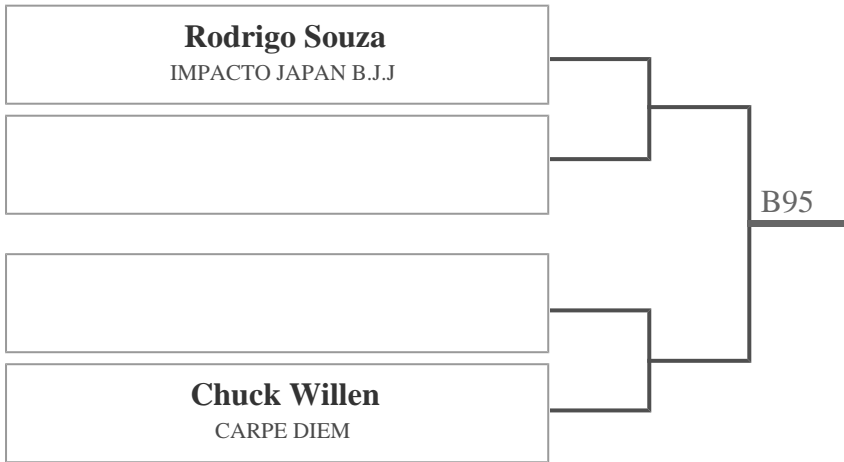 Rodrigo Souza
IMPACTO JAPAN B.J.J
B95
Chuck Willen
CARPE DIEM